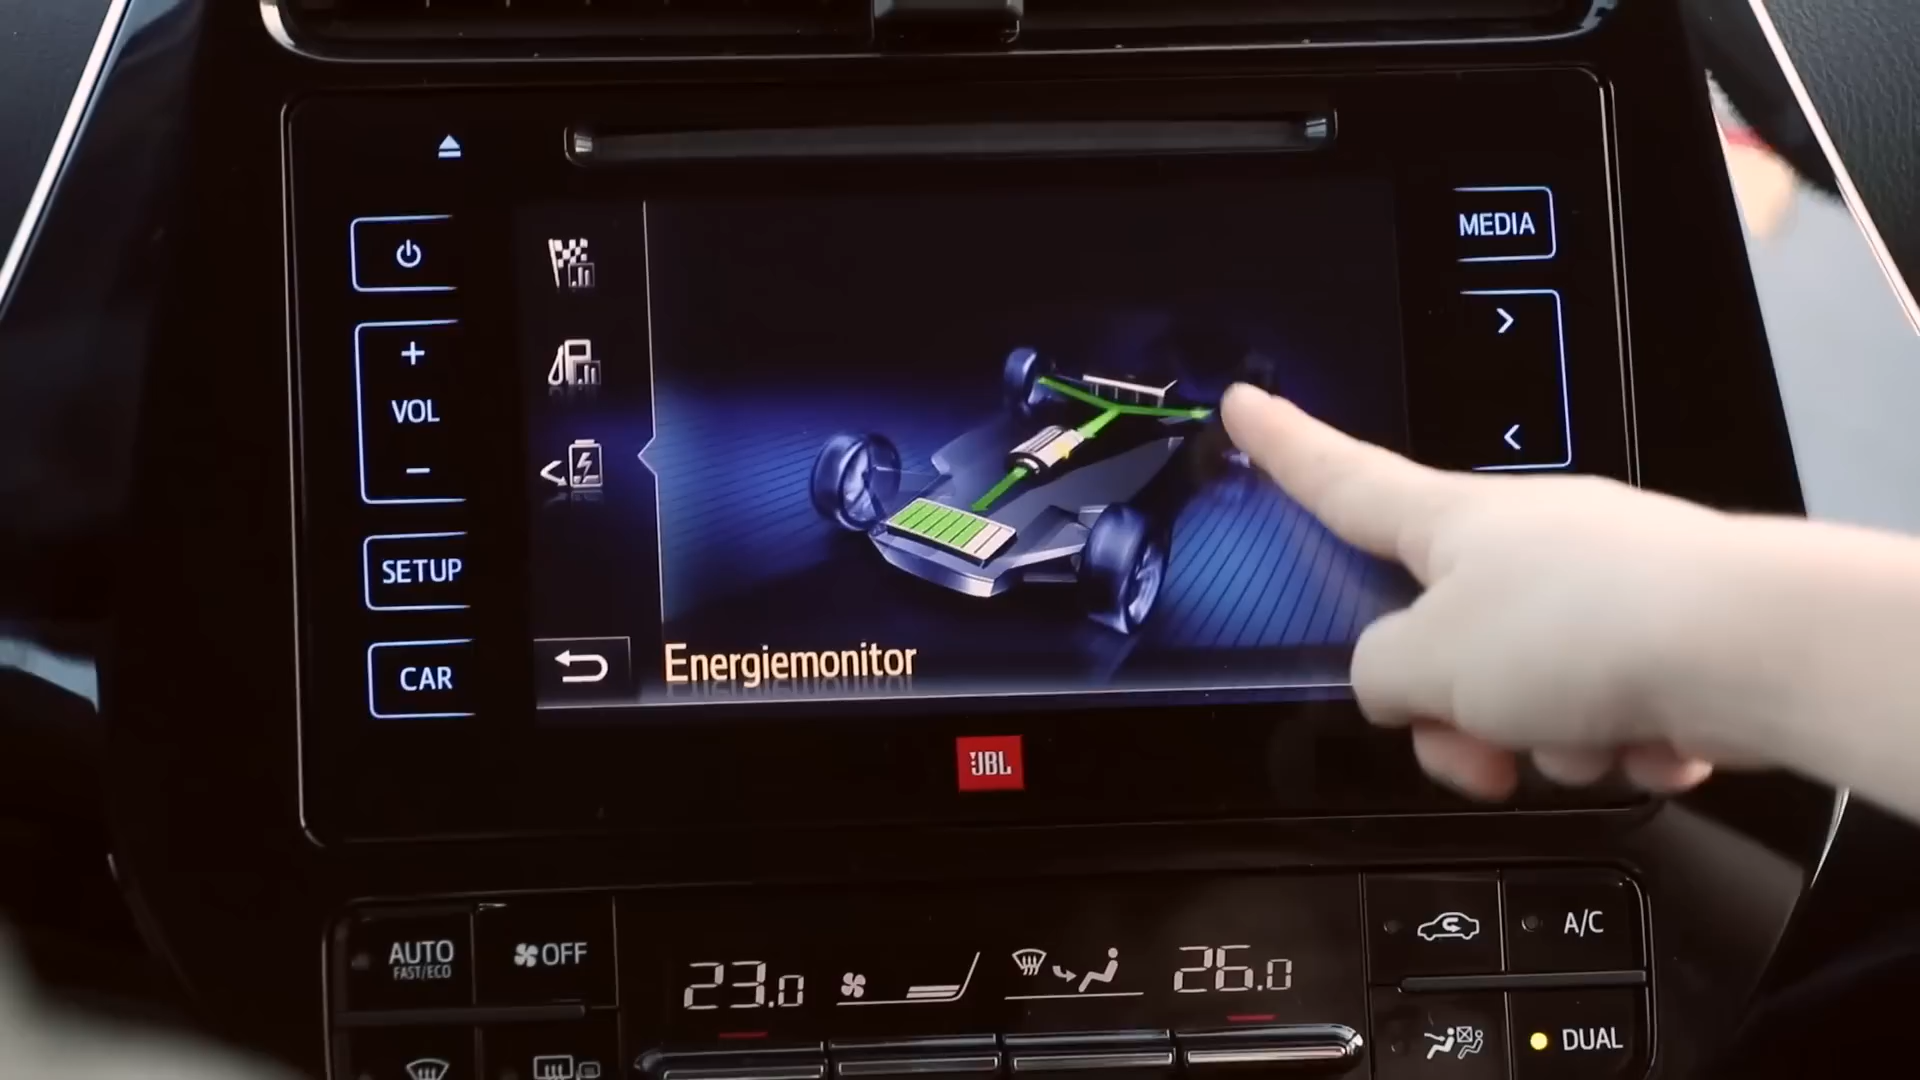 MEDIA
+
VOL
-
SETUP
CAR
Energiemonitor
JBL
AUTO
FAST/ECO
OFF
23.0
26.0
A/C
DUAL